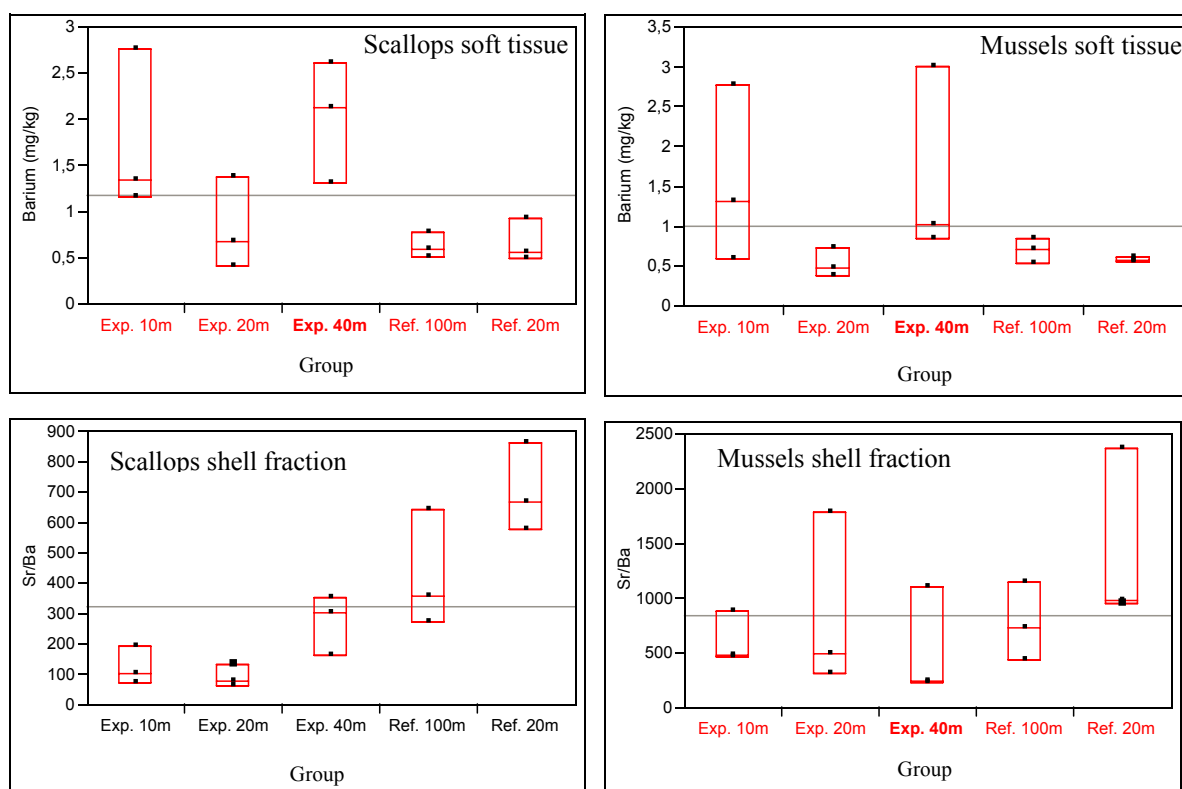 Scallops soft tissue
Barium (mg/kg)
3
2,5
2
1,5
1
0,5
0
Exp. 10m Exp. 20m Exp. 40m Ref. 100m Ref. 20m
Group
Mussels soft tissue
Barium (mg/kg)
3,5
3
2,5
2
1,5
1
0,5
0
Exp. 10m Exp. 20m Exp. 40m Ref. 100m Ref. 20m
Group
Scallops shell fraction
Sr/Ba
900
800
700
600
500
400
300
200
100
0
Exp. 10m Exp. 20m Exp. 40m Ref. 100m Ref. 20m
Group
Mussels shell fraction
Sr/Ba
2500
2000
1500
1000
500
0
Exp. 10m Exp. 20m Exp. 40m Ref. 100m Ref. 20m
Group